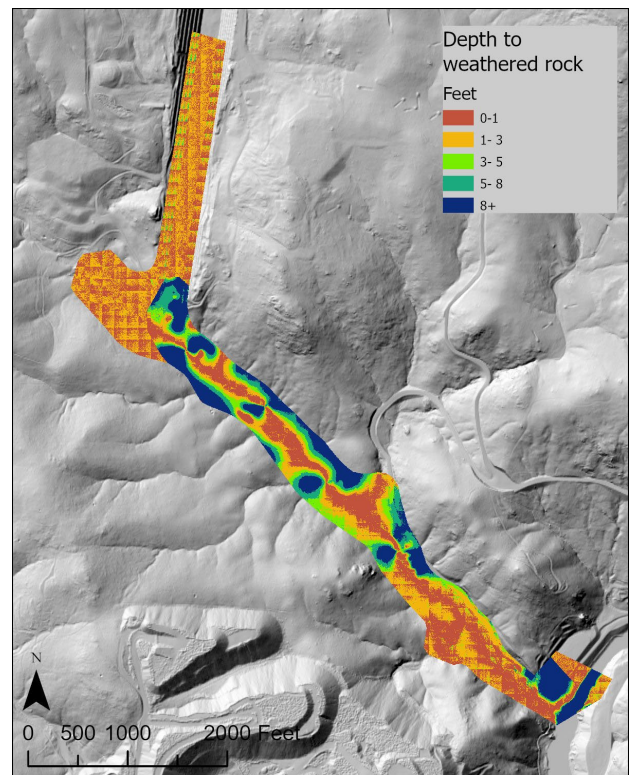 Depth to
weathered rock
Feet
0-1
1- 3
3- 5
5- 8
8+
N
0 500 1000 2000 Feet